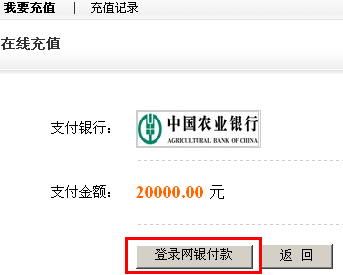 我要充值 | 充值记录
在线充值
支付银行： 中国农业银行
AGRICULTURAL BANK OF CHINA
支付金额： 20000.00 元
登录网银付款 返 回